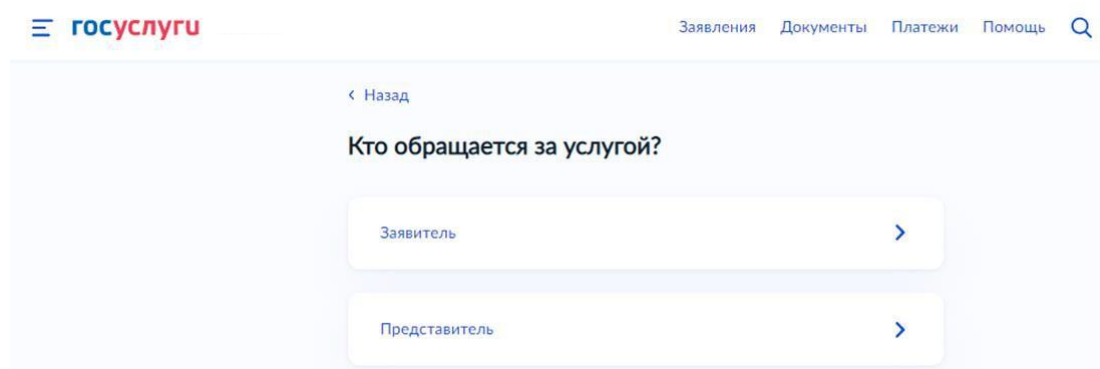 госуслуги Заявления Документы Платежи Помощь
Назад
Кто обращается за услугой?
Заявитель
Представитель